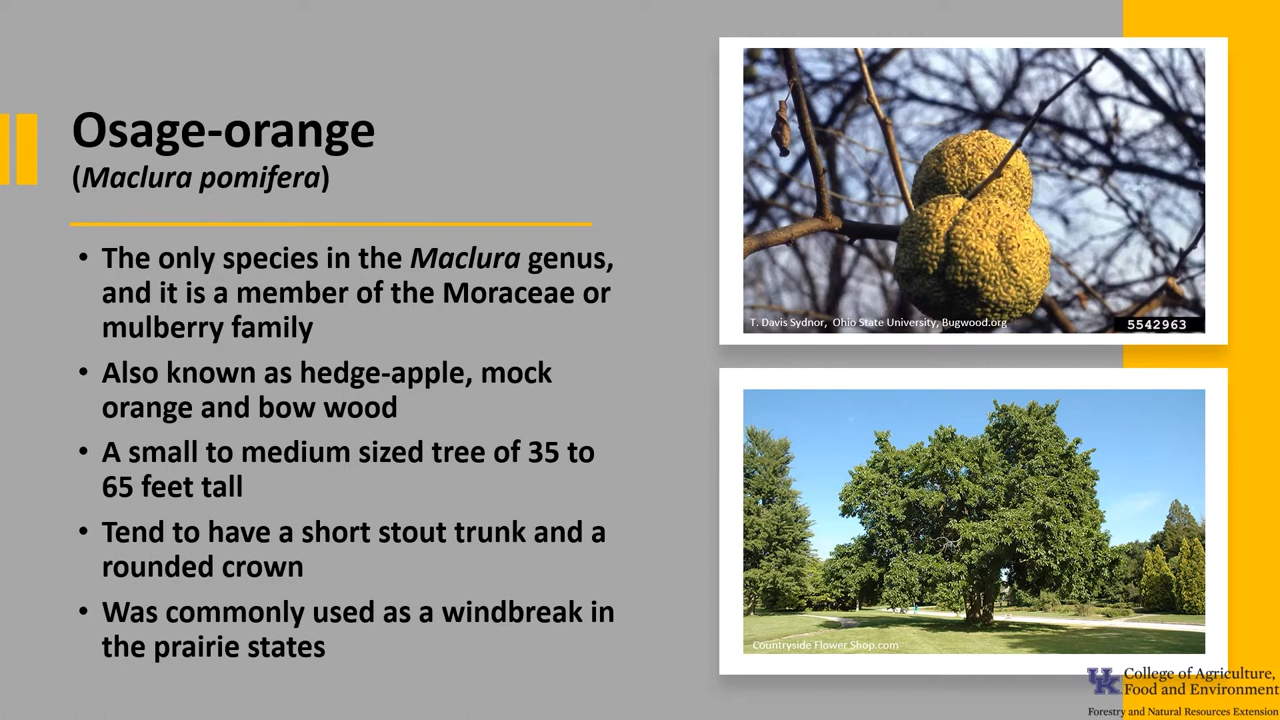 Osage-orange
(Maclura pomifera)
• The only species in the Maclura genus,
and it is a member of the Moraceae or
mulberry family
• Also known as hedge-apple, mock
orange and bow wood
• A small to medium sized tree of 35 to
65 feet tall
• Tend to have a short stout trunk and a
rounded crown
• Was commonly used as a windbreak in
the prairie states
T. Davis Sydnor, Ohio State University, Bugwood.org
5542963
Countryside Flower Shop.com
UK
College of Agriculture,
Food and Environment
Forestry and Natural Resources Extension